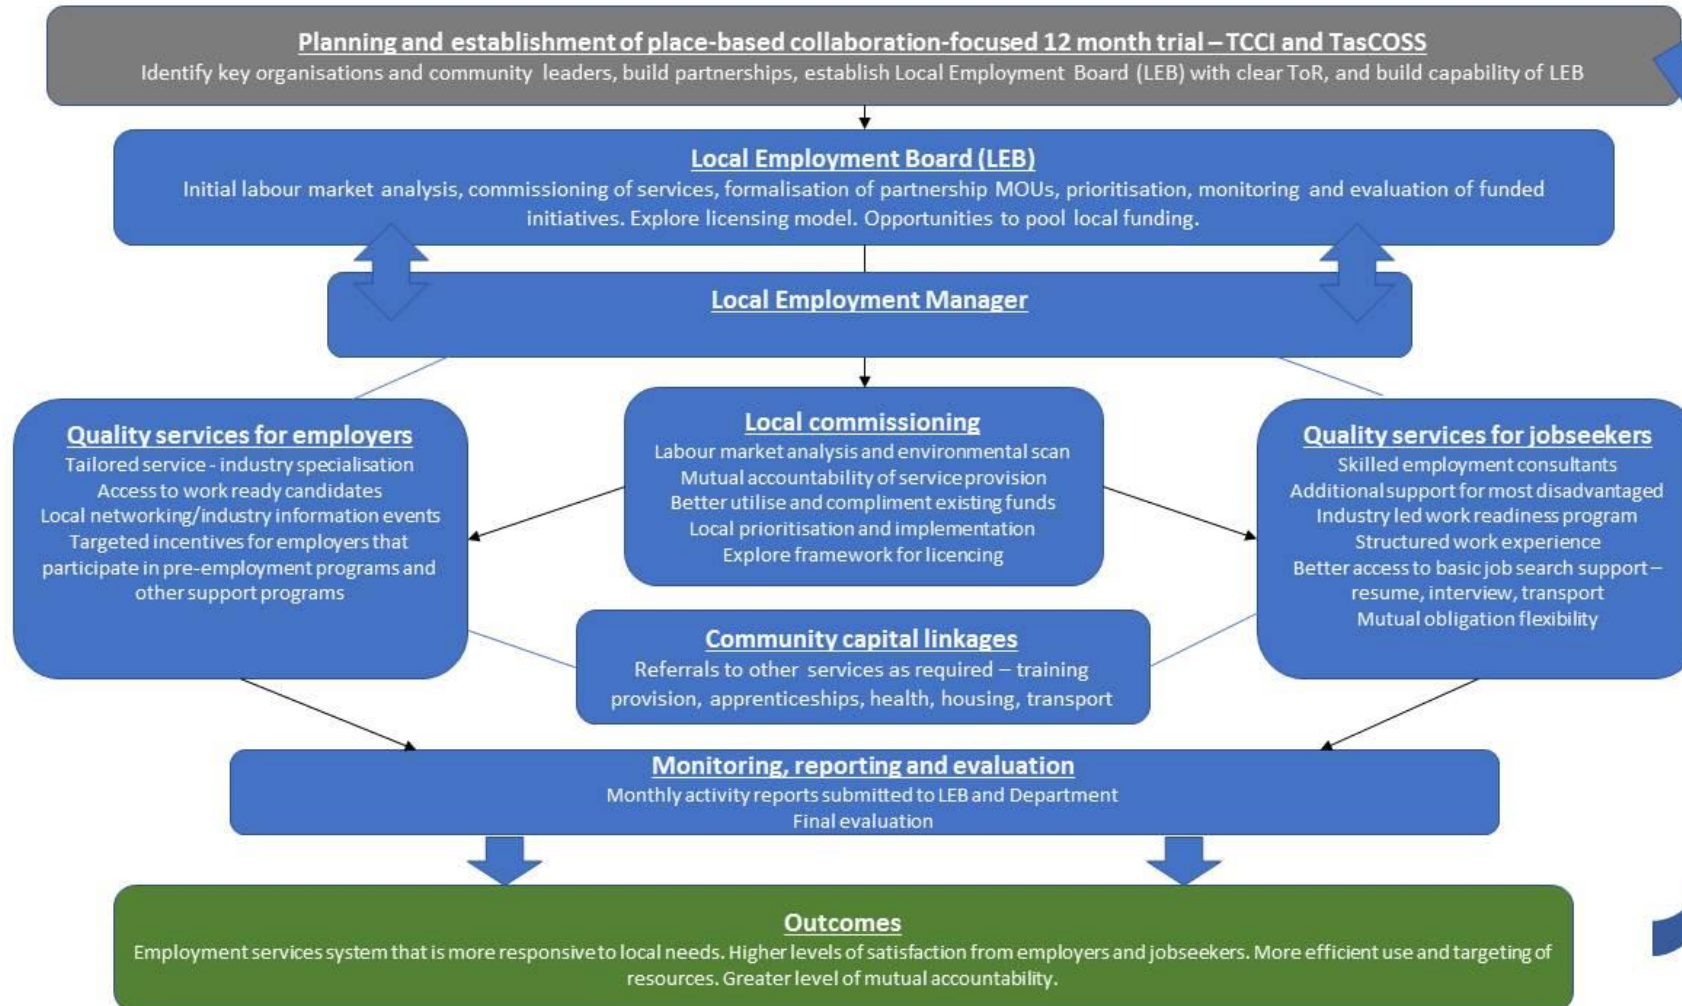 Planning and establishment of place-based collaboration-focused 12 month trial – TCCI and TasCOSS
Identify key organisations and community leaders, build partnerships, establish Local Employment Board (LEB) with clear ToR, and build capability of LEB
Local Employment Board (LEB)
Initial labour market analysis, commissioning of services, formalisation of partnership MOUs, prioritisation, monitoring and evaluation of funded
initiatives. Explore licensing model. Opportunities to pool local funding.
Local Employment Manager
Quality services for employers
Tailored service - industry specialisation
Access to work ready candidates
Local networking/industry information events
Targeted incentives for employers that
participate in pre-employment programs and
other support programs
Local commissioning
Labour market analysis and environmental scan
Mutual accountability of service provision
Better utilise and compliment existing funds
Local prioritisation and implementation
Explore framework for licencing
Quality services for jobseekers
Skilled employment consultants
Additional support for most disadvantaged
Industry led work readiness program
Structured work experience
Better access to basic job search support –
resume, interview, transport
Mutual obligation flexibility
Community capital linkages
Referrals to other services as required – training
provision, apprenticeships, health, housing, transport
Monitoring, reporting and evaluation
Monthly activity reports submitted to LEB and Department
Final evaluation
Outcomes
Employment services system that is more responsive to local needs. Higher levels of satisfaction from employers and jobseekers. More efficient use and targeting of
resources. Greater level of mutual accountability.